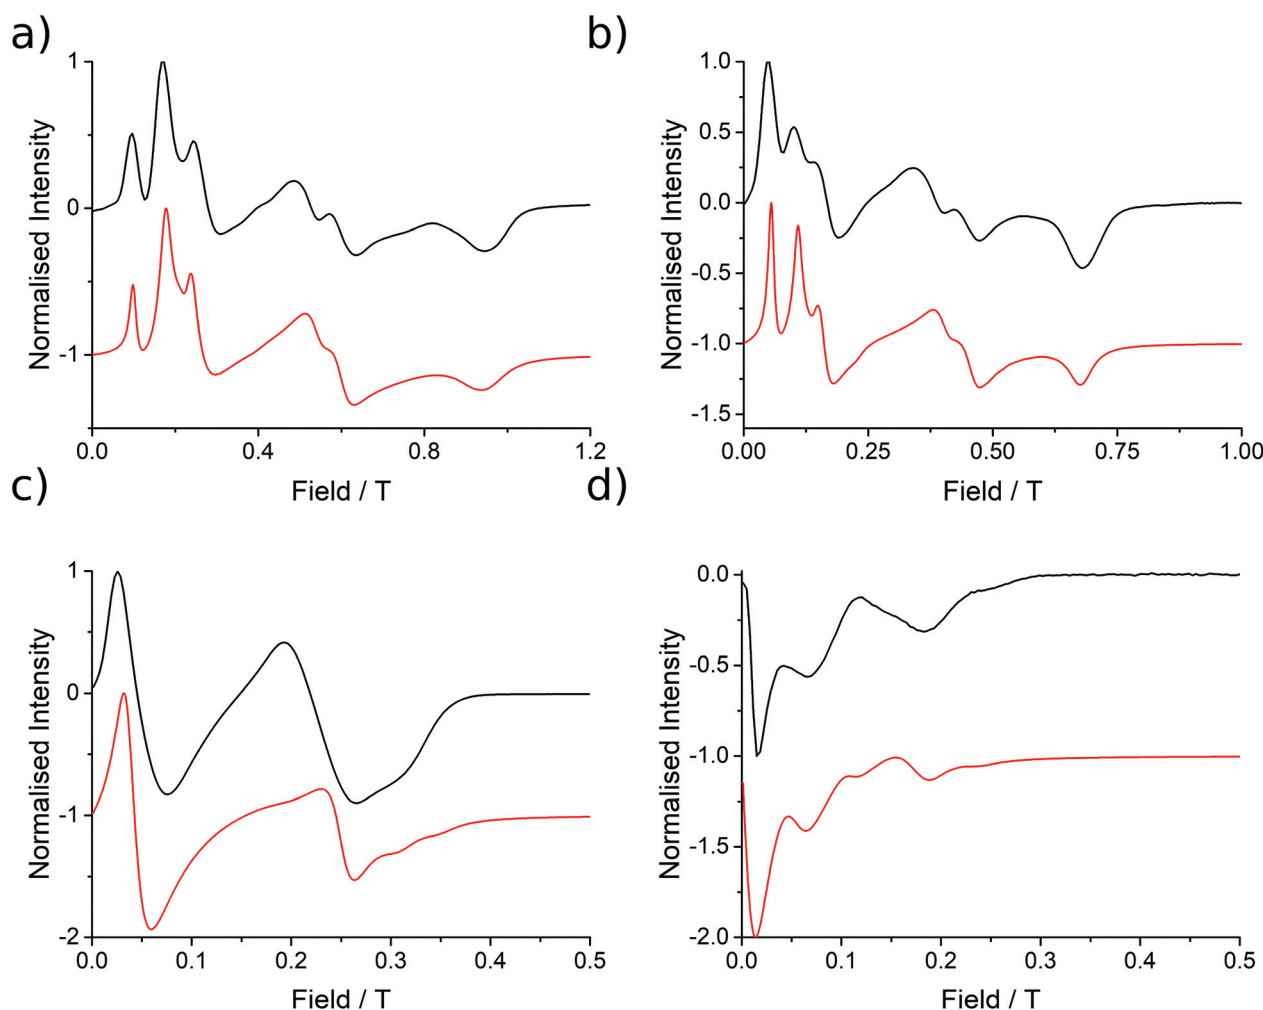 a)
Normalised Intensity
1
0
-1
0.0 0.4 0.8 1.2
Field / T
b)
Normalised Intensity
1.0
0.5
0.0
-0.5
-1.0
-1.5
0.00 0.25 0.50 0.75 1.00
Field / T
c)
Normalised Intensity
1
0
-1
-2
0.0 0.1 0.2 0.3 0.4 0.5
Field / T
d)
Normalised Intensity
0.0
-0.5
-1.0
-1.5
-2.0
0.0 0.1 0.2 0.3 0.4 0.5
Field / T